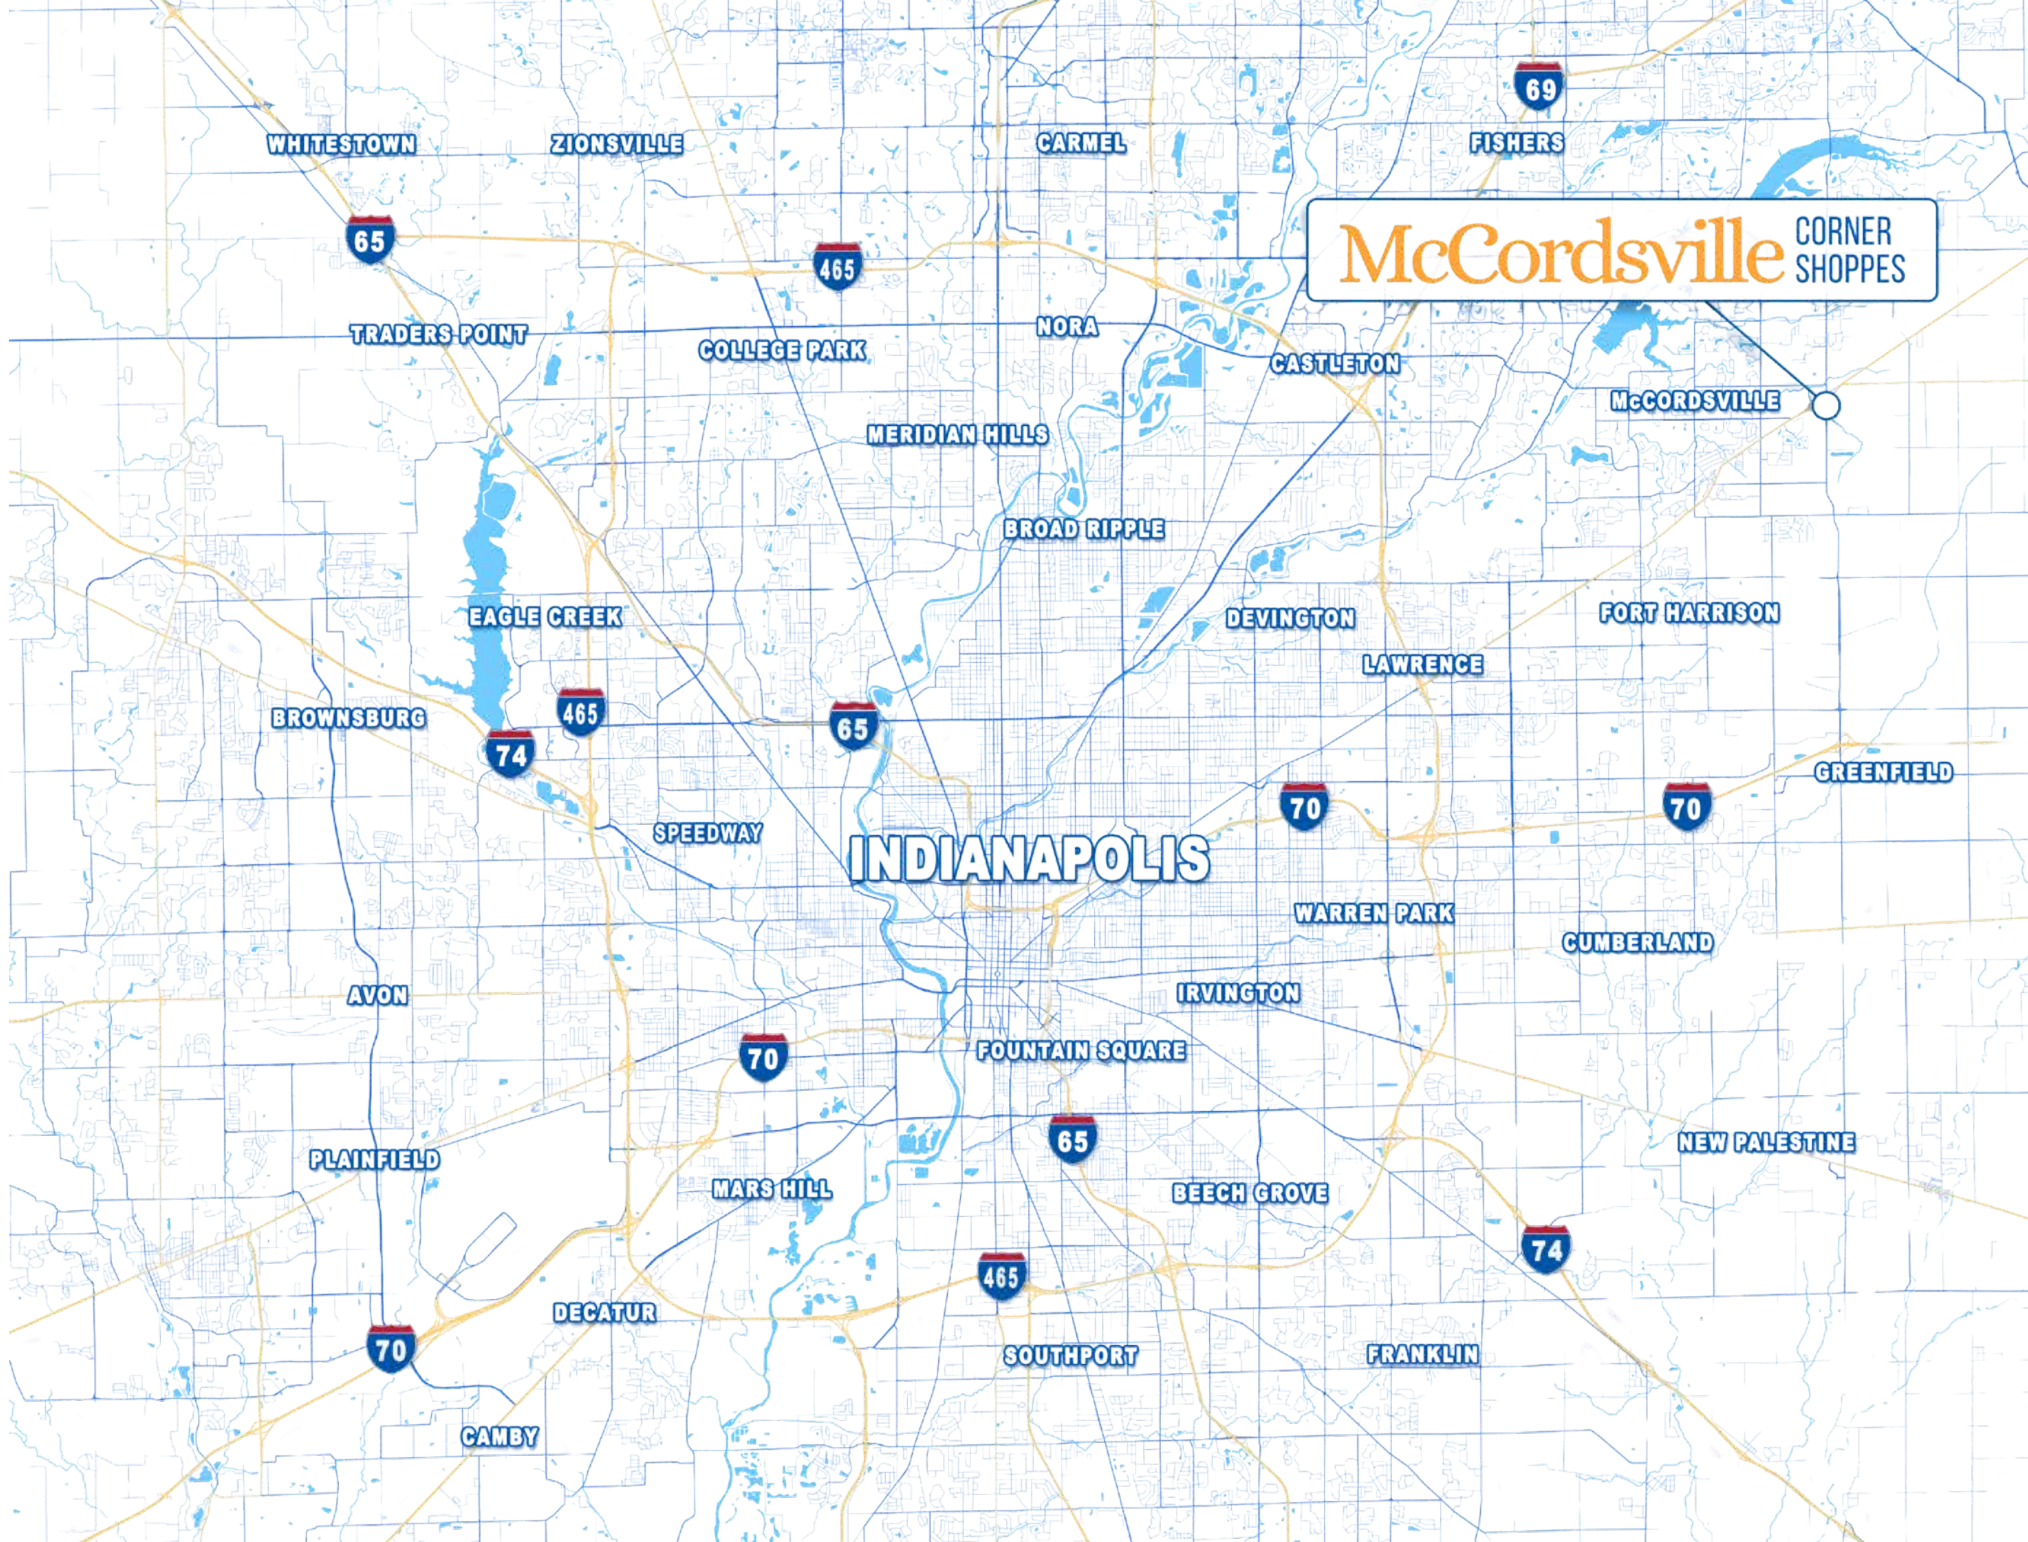 69
WHITESTOWN
ZIONSVILLE
CARMEL
FISHERS
McCordsville CORNER
SHOPPES
65
465
TRADERS POINT
COLLEGE PARK
NORA
CASTLETON
McCORDSVILLE
MERIDIAN HILLS
BROAD RIPPLE
EAGLE CREEK
DEVINGTON
FORT HARRISON
LAWRENCE
BROWNSBURG
465
65
74
GREENFIELD
70
70
SPEEDWAY
INDIANAPOLIS
WARREN PARK
CUMBERLAND
AVON
IRVINGTON
70
FOUNTAIN SQUARE
65
NEW PALESTINE
PLAINFIELD
MARS HILL
BEECH GROVE
74
465
DECATUR
70
SOUTHPORT
FRANKLIN
CAMBY